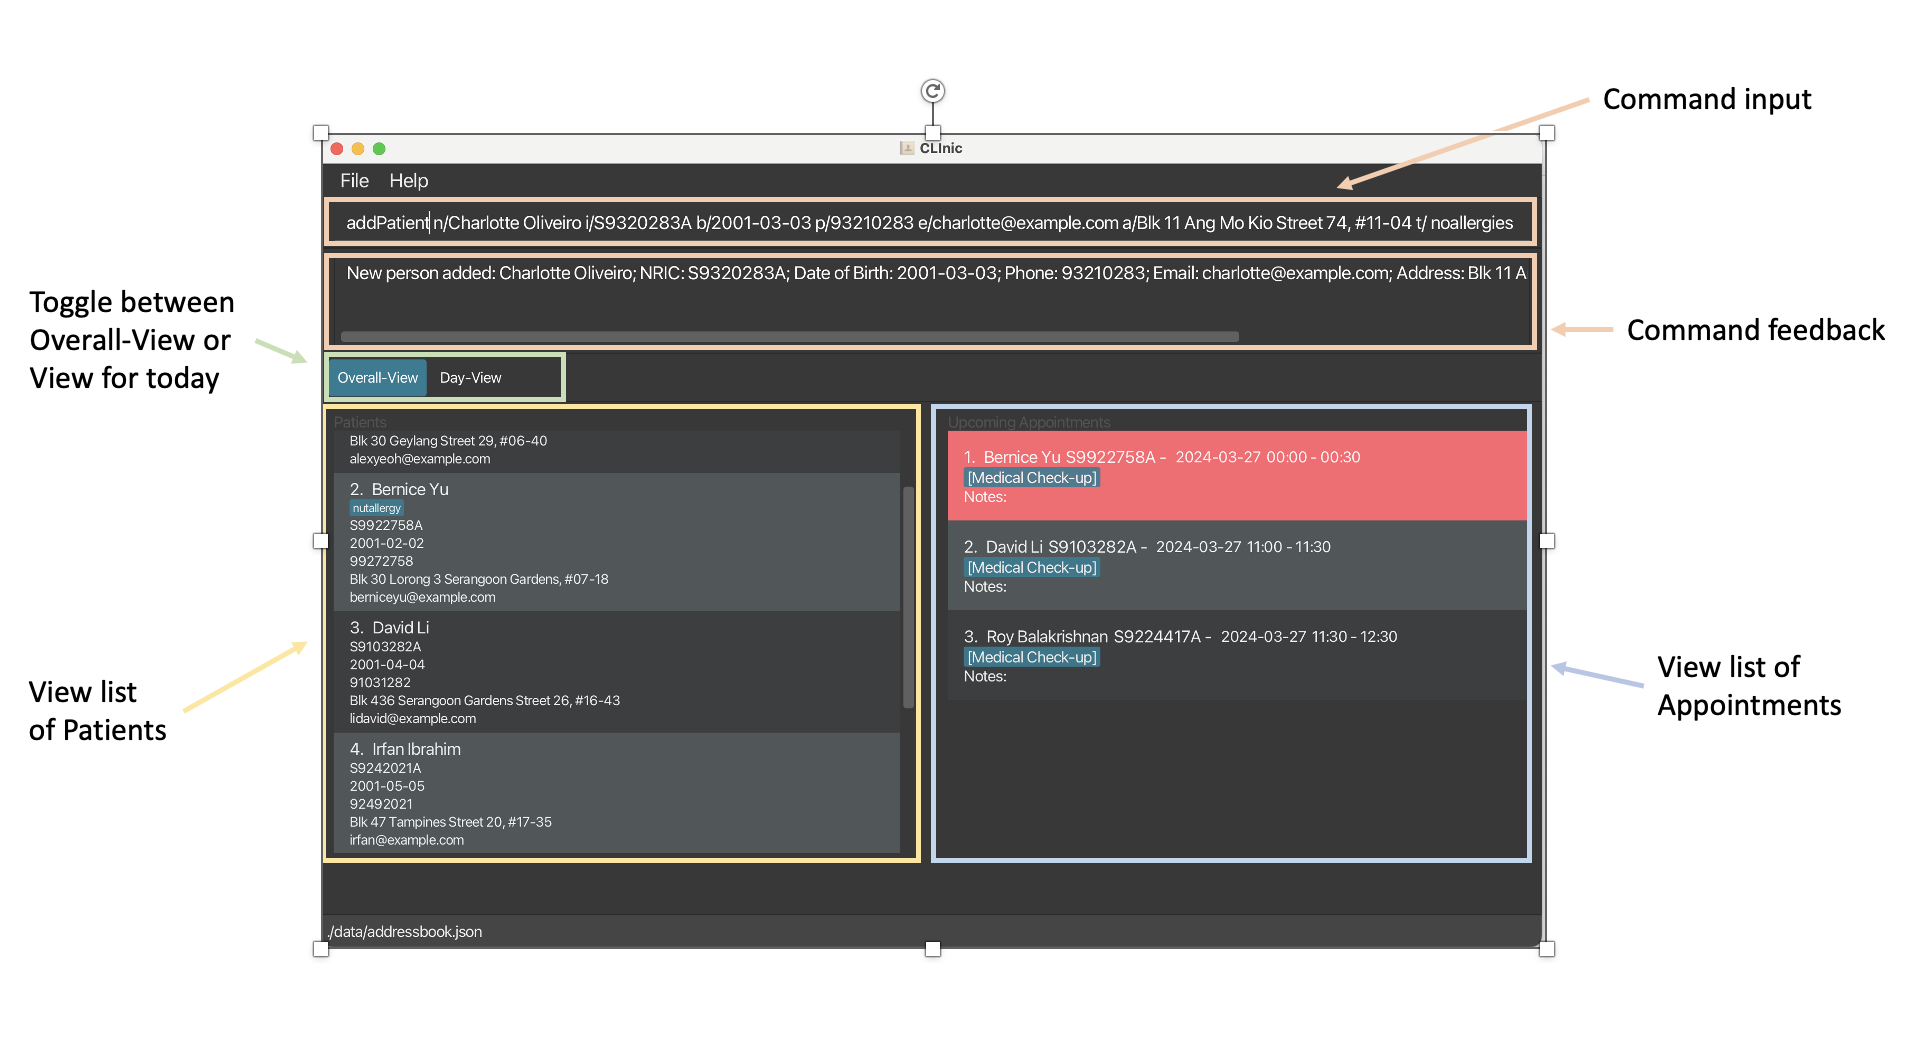 Command input
CLInic
File Help
addPatient n/Charlotte Oliveiro i/S9320283A b/2001-03-03 p/93210283 e/charlotte@example.com a/Blk 11 Ang Mo Kio Street 74, #11-04 t/ noallergies
New person added: Charlotte Oliveiro; NRIC: S9320283A; Date of Birth: 2001-03-03; Phone: 93210283; Email: charlotte@example.com; Address: Blk 11 A
Command feedback
Toggle between
Overall-View or
View for today
Overall-View Day-View
Patients
Blk 30 Geylang Street 29, #06-40
alexyeoh@example.com
2. Bernice Yu
nutallergy
S9922758A
2001-02-02
99272758
Blk 30 Lorong 3 Serangoon Gardens, #07-18
berniceyu@example.com
3. David Li
S9103282A
2001-04-04
91031282
Blk 436 Serangoon Gardens Street 26, #16-43
lidavid@example.com
4. Irfan Ibrahim
S9242021A
2001-05-05
92492021
Blk 47 Tampines Street 20, #17-35
irfan@example.com
Upcoming Appointments
1. Bernice Yu S9922758A - 2024-03-27 00:00 - 00:30
[Medical Check-up]
Notes:
2. David Li S9103282A - 2024-03-27 11:00 - 11:30
[Medical Check-up]
Notes:
3. Roy Balakrishnan S9224417A - 2024-03-27 11:30 - 12:30
[Medical Check-up]
Notes:
View list
of Patients
View list of
Appointments
./data/addressbook.json